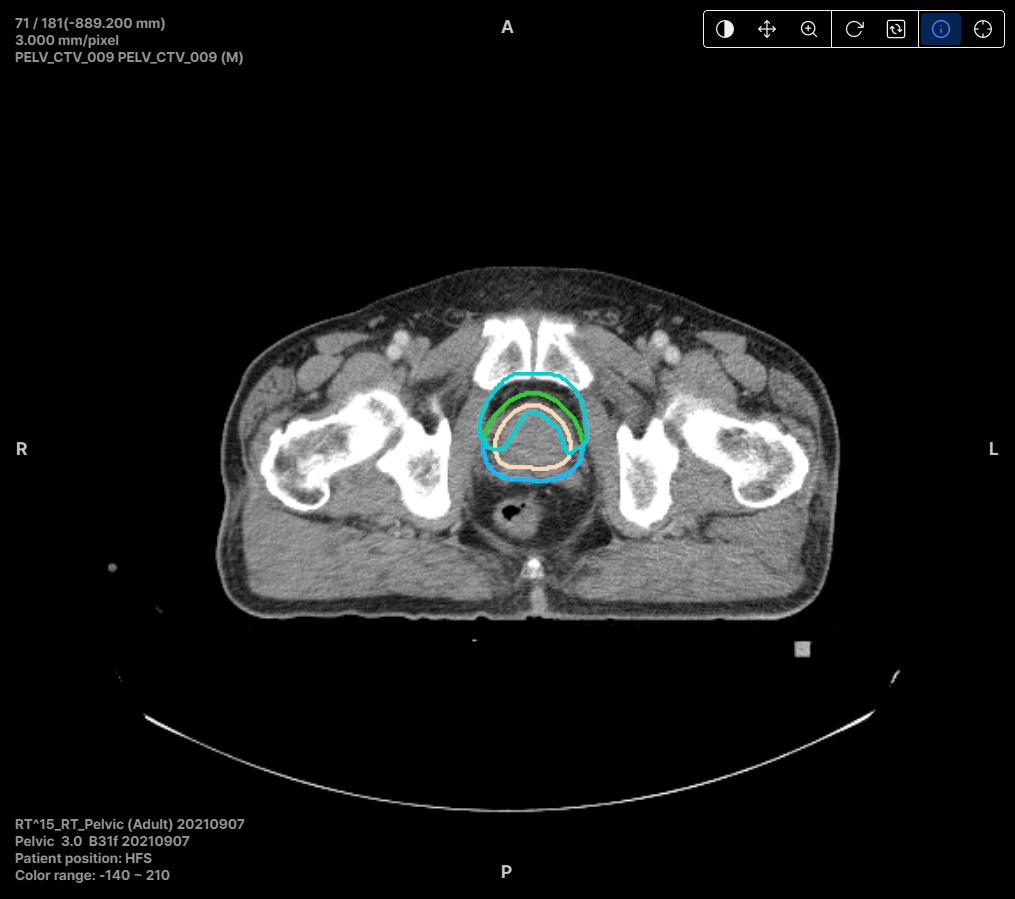 71 / 181(-889.200 mm)
3.000 mm/pixel
PELV_CTV_009 PELV_CTV_009 (M)
A
R
L
RT^15_RT_Pelvic (Adult) 20210907
Pelvic 3.0 B31f 20210907
Patient position: HFS
Color range: -140 ~ 210
P